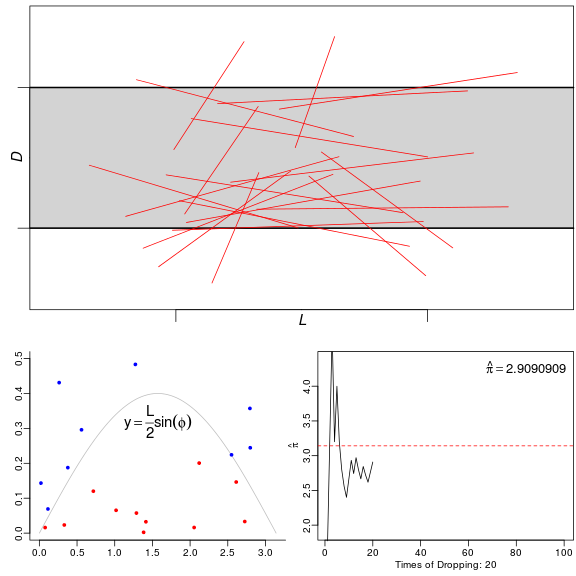 D
L
0.5
0.4
0.3
0.2
0.1
0.0
y = L/2 sin(ϕ)
0.0 0.5 1.0 1.5 2.0 2.5 3.0
π̂ = 2.9090909
4.0
3.5
3.0
2.5
2.0
π̂
0 20 40 60 80 100
Times of Dropping: 20